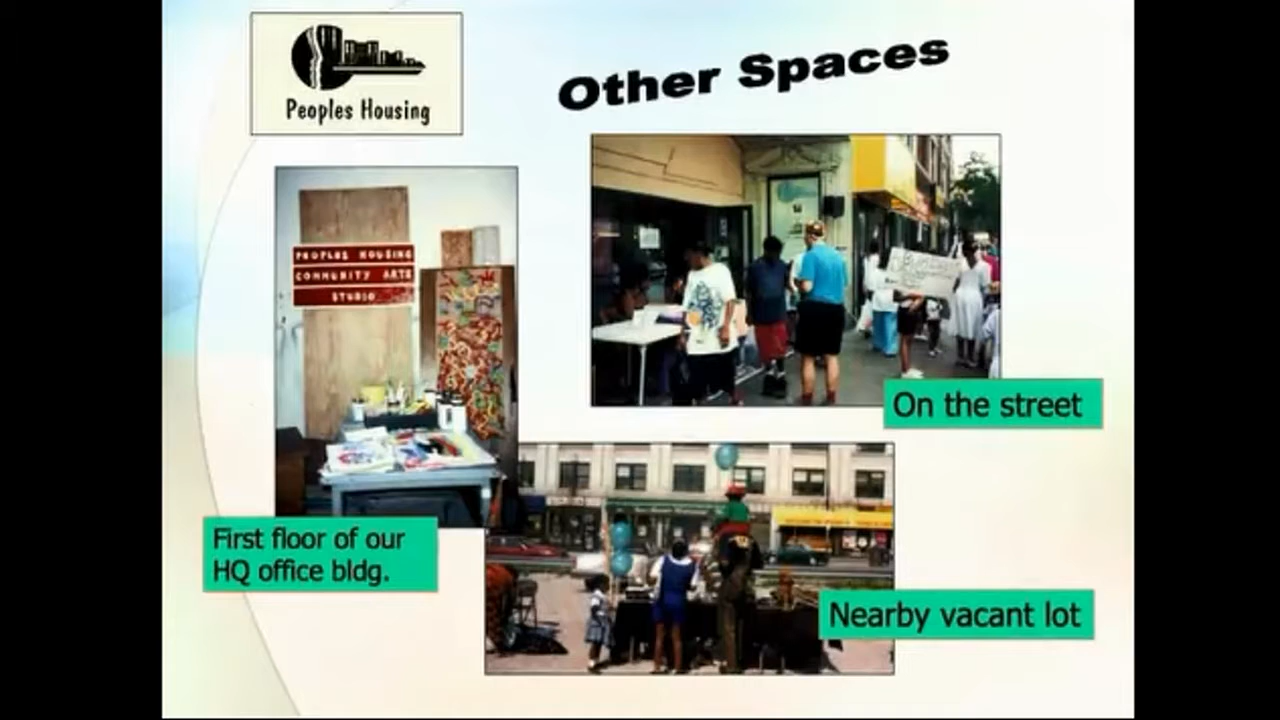 Peoples Housing
Other Spaces
PEOPLES HOUSING
COMMUNITY ARTS
STUDIO
On the street
First floor of our
HQ office bldg.
Nearby vacant lot